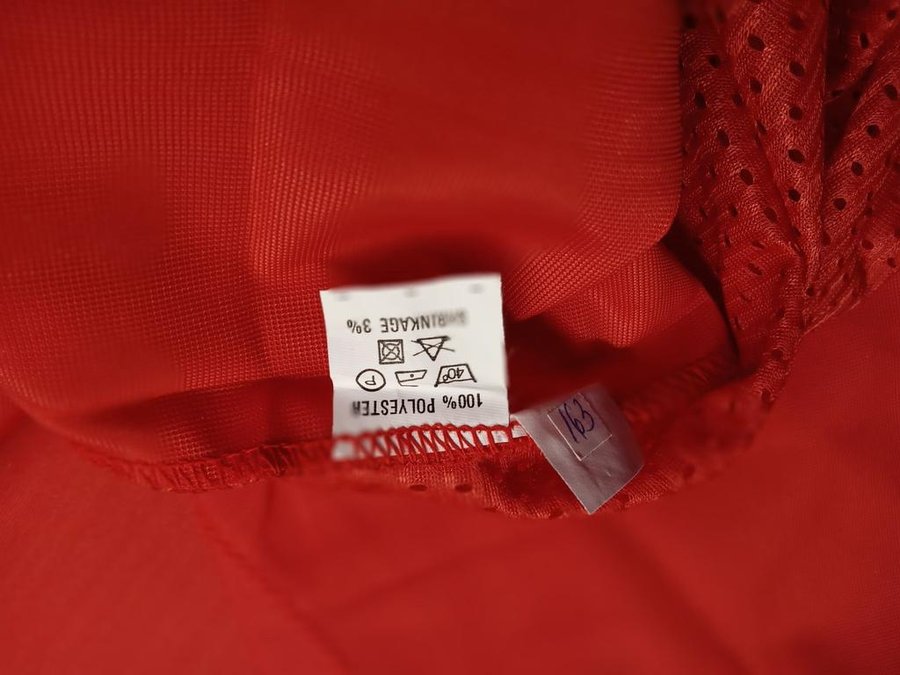 100% POLYESTER
40°
P
SHRINKAGE 3%
163